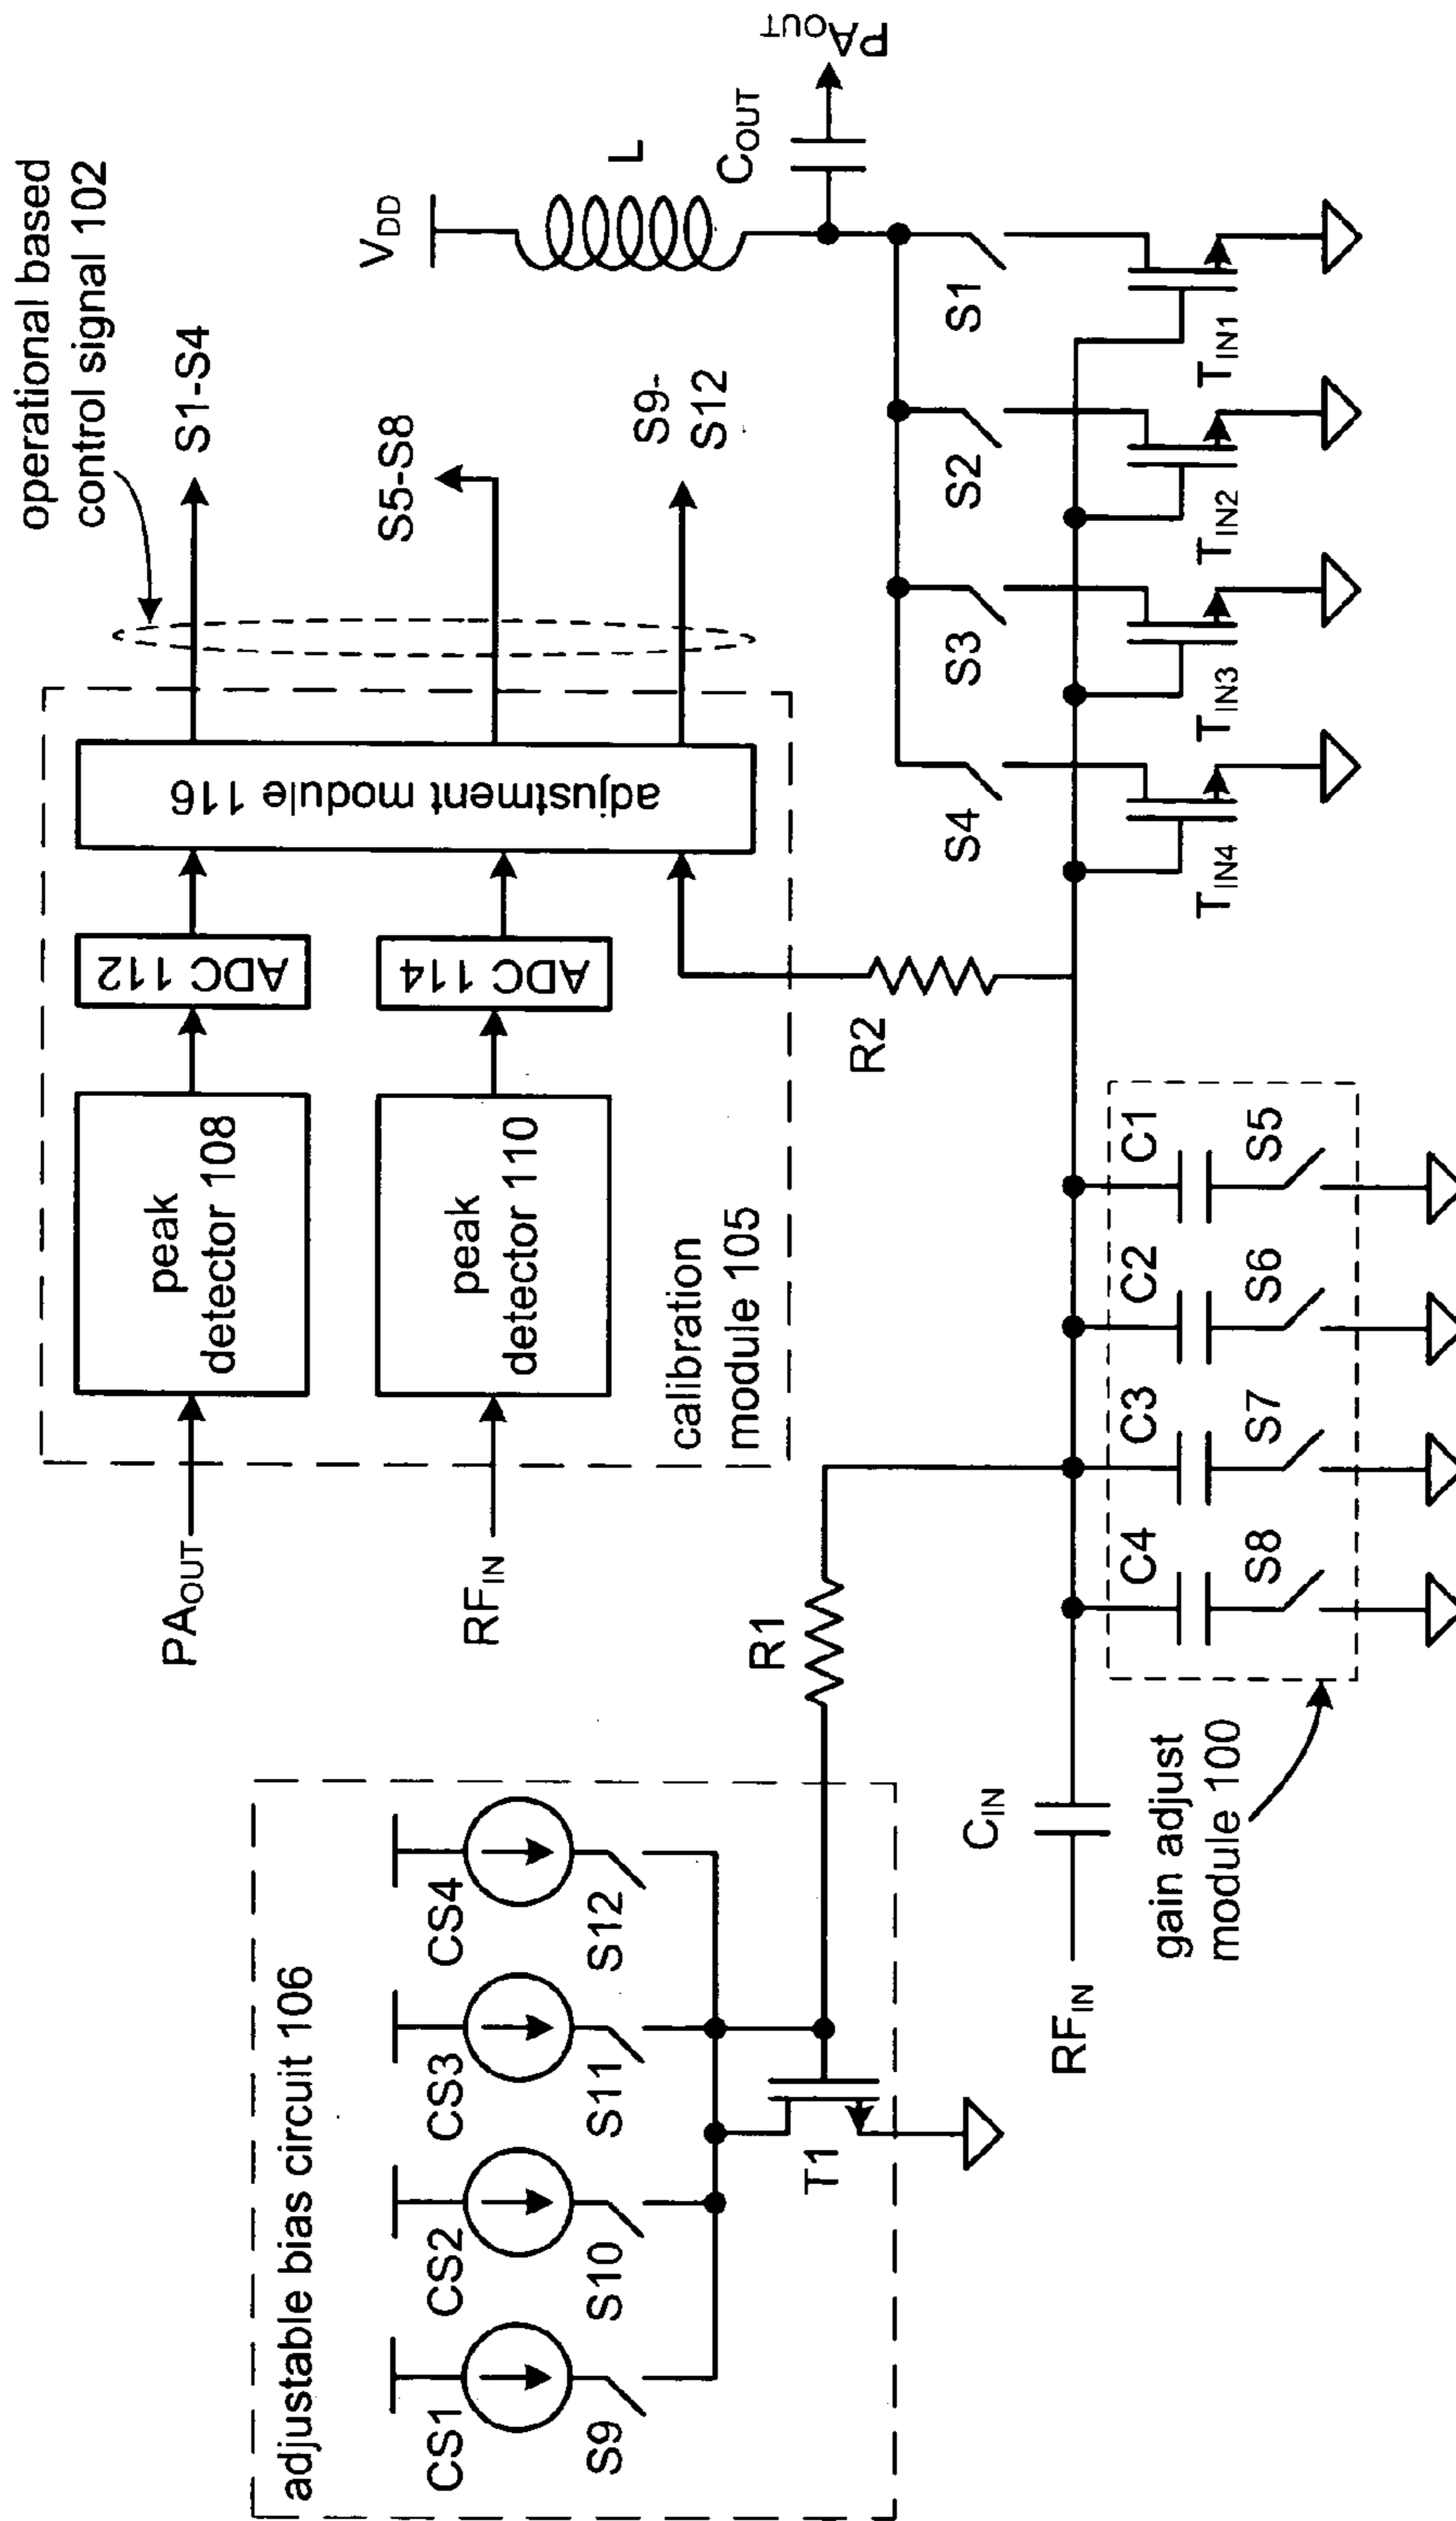 operational based
control signal 102
adjustable bias circuit 106
CS1
CS2
CS3
CS4
S9
S10
S11
S12
T1
R1
PA_OUT
RF_IN
peak
detector 108
peak
detector 110
ADC 112
ADC 114
adjustment module 116
calibration
module 105
S1-S4
S5-S8
S9-
S12
V_DD
L
C_OUT
PA_OUT
R2
S4
S3
S2
S1
T_IN4
T_IN3
T_IN2
T_IN1
RF_IN
C_IN
C4
C3
C2
C1
S8
S7
S6
S5
gain adjust
module 100